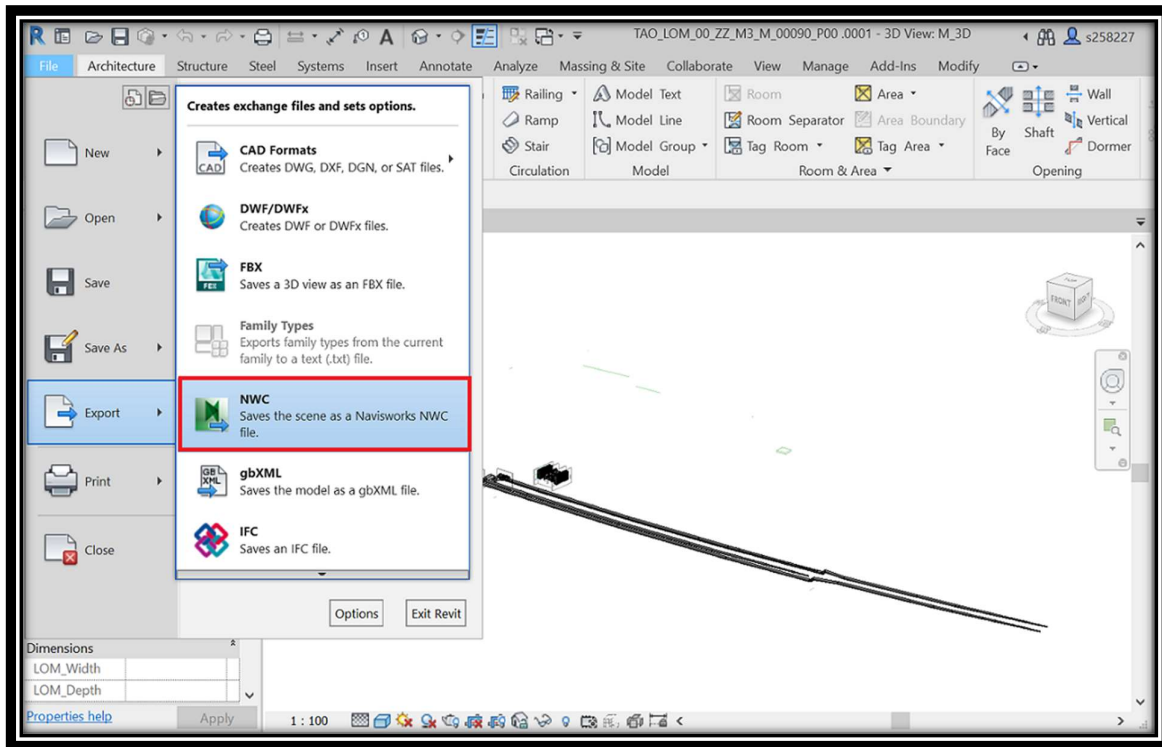 TAO_LOM_00_ZZ_M3_M_00090_P00 .0001 - 3D View: M_3D
s258227
File Architecture Structure Steel Systems Insert Annotate Analyze Massing & Site Collaborate View Manage Add-Ins Modify
Creates exchange files and sets options.
CAD Formats
Creates DWG, DXF, DGN, or SAT files.
DWF/DWFx
Creates DWF or DWFx files.
FBX
Saves a 3D view as an FBX file.
Family Types
Exports family types from the current
family to a text (.txt) file.
NWC
Saves the scene as a Navisworks NWC
file.
gbXML
Saves the model as a gbXML file.
IFC
Saves an IFC file.
New
Open
Save
Save As
Export
Print
Close
Options
Exit Revit
Railing
Ramp
Stair
Circulation
Model Text
Model Line
Model Group
Model
Room
Room Separator
Tag Room
Area
Area Boundary
Tag Area
Room & Area
By
Face
Shaft
Wall
Vertical
Dormer
Opening
FRONT
Dimensions
LOM_Width
LOM_Depth
Properties help
Apply
1 : 100